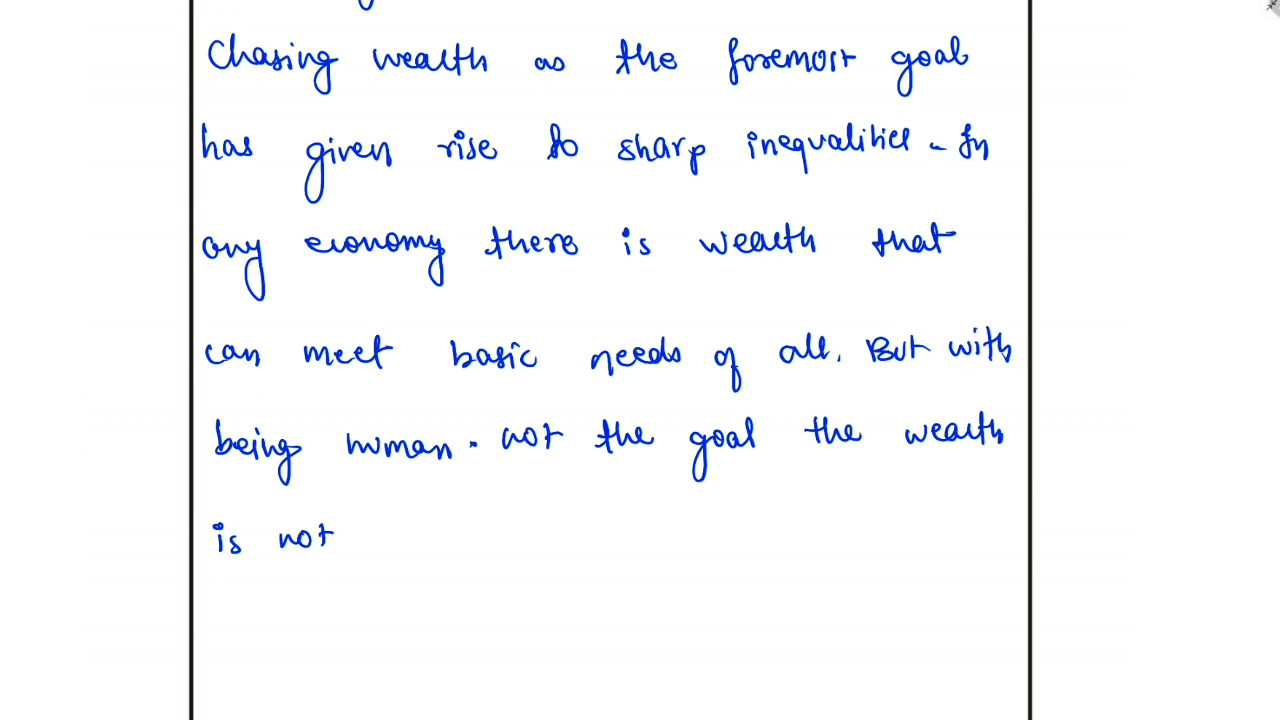 Chasing wealth as the foremost goal
has given rise to sharp inequalities. In
any economy there is wealth that
can meet basic needs of all. But with
being human. not the goal the wealth
is not